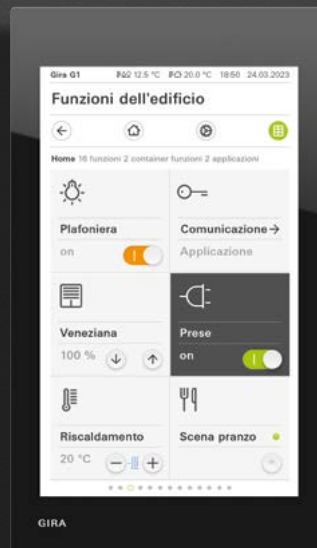 Gira G1 12.5 °C 20.0 °C 18:50 24.03.2023
Funzioni dell'edificio
Home 16 funzioni 2 container funzioni 2 applicazioni
Plafoniera
on
Comunicazione →
Applicazione
Veneziana
100 %
Prese
on
Riscaldamento
20 °C
Scena pranzo
GIRA